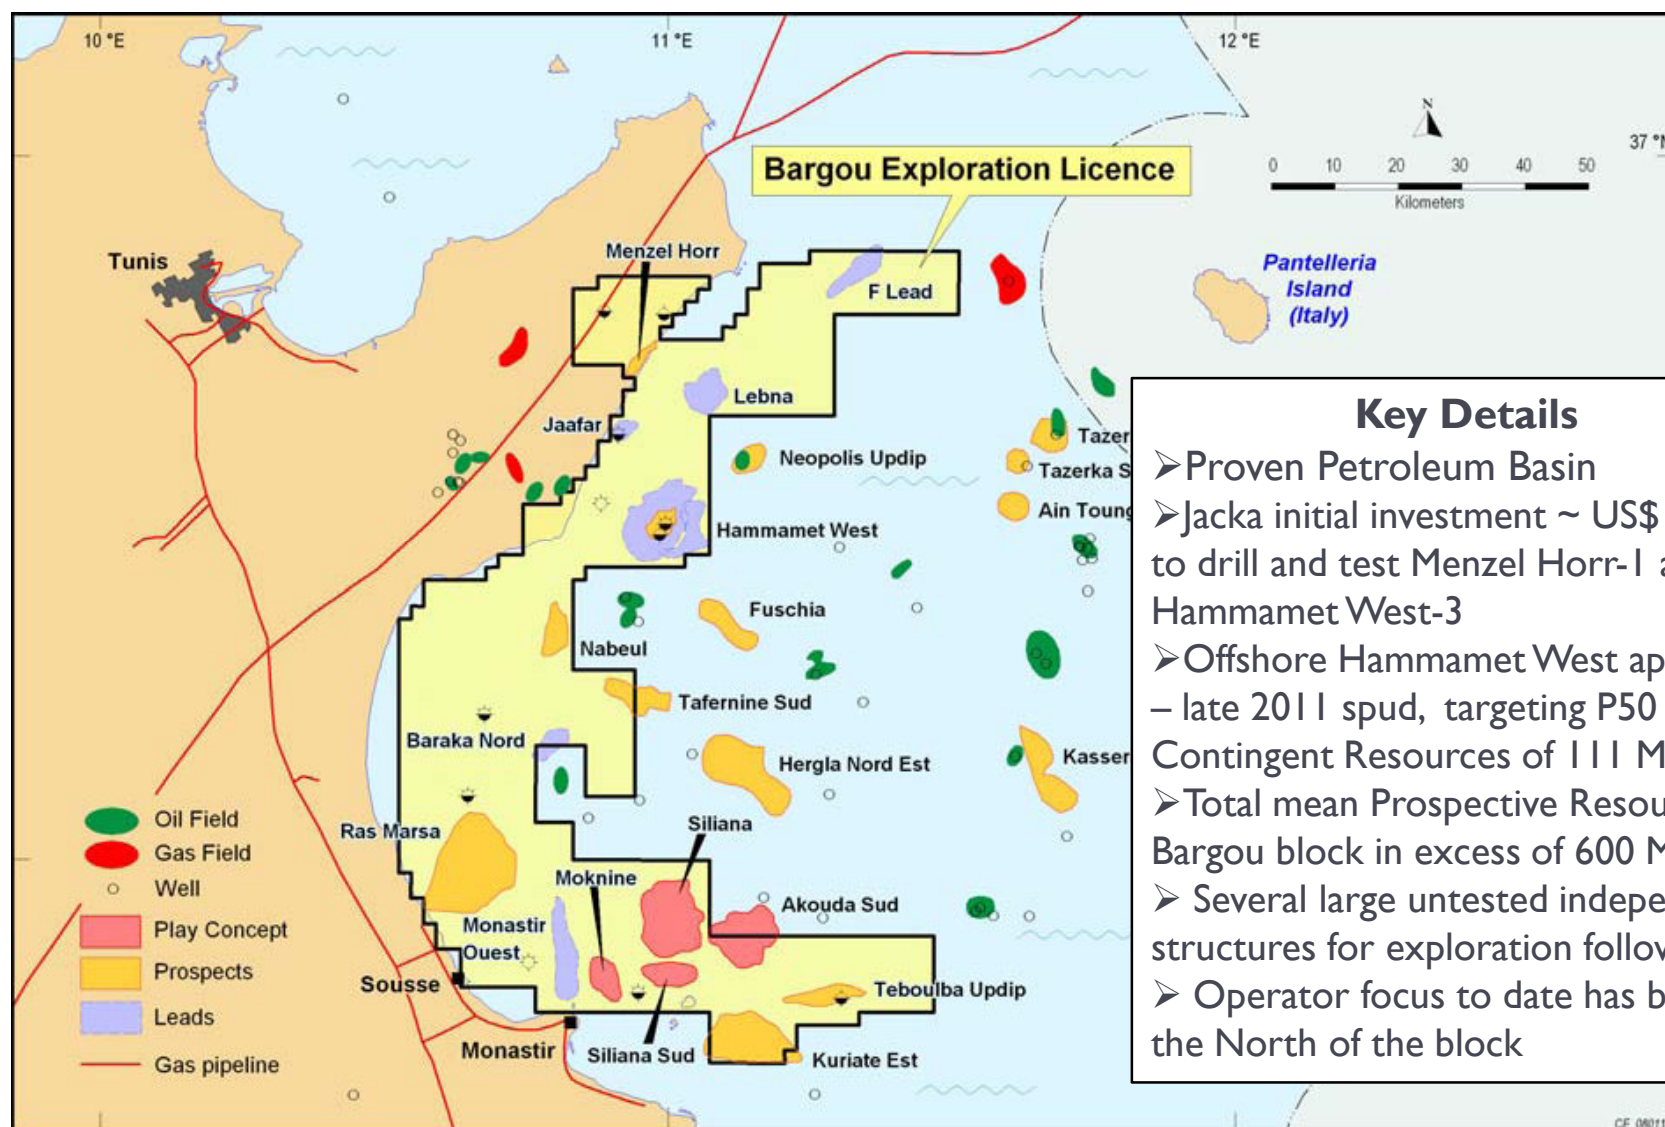 10 °E
11 °E
12 °E
N
37 °N
0 10 20 30 40 50
Kilometers
Bargou Exploration Licence
Tunis
Menzel Horr
Pantelleria
Island
(Italy)
F Lead
Lebna
Jaafar
Neopolis Updip
Tazer
Tazerka S
Ain Toung
Hammamet West
Fuschia
Nabeul
Tafernine Sud
Baraka Nord
Hergla Nord Est
Kasser
Ras Marsa
Siliana
Moknine
Akouda Sud
Monastir
Ouest
Sousse
Teboulba Updip
Monastir
Siliana Sud
Kuriate Est
Oil Field
Gas Field
Well
Play Concept
Prospects
Leads
Gas pipeline
Key Details
➢Proven Petroleum Basin
➢Jacka initial investment ~ US$
to drill and test Menzel Horr-1 a
Hammamet West-3
➢Offshore Hammamet West ap
– late 2011 spud, targeting P50
Contingent Resources of 111 M
➢Total mean Prospective Resou
Bargou block in excess of 600 M
➢ Several large untested indepe
structures for exploration follow
➢ Operator focus to date has b
the North of the block